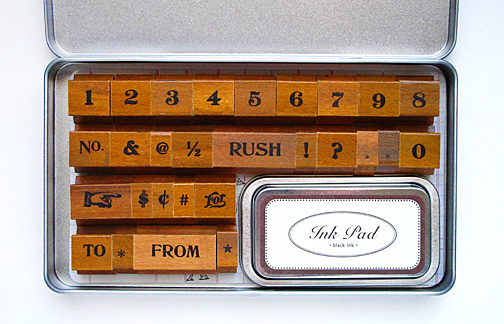 1 2 3 4 5 6 7 9 8
No. & @ ½ RUSH ! ? . . 0
$ ¢ # for
TO * FROM *
Ink Pad
• black ink •